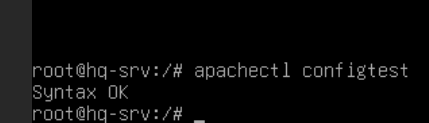 root@hq-srv:/# apachectl configtest
Syntax OK
root@hq-srv:/# _